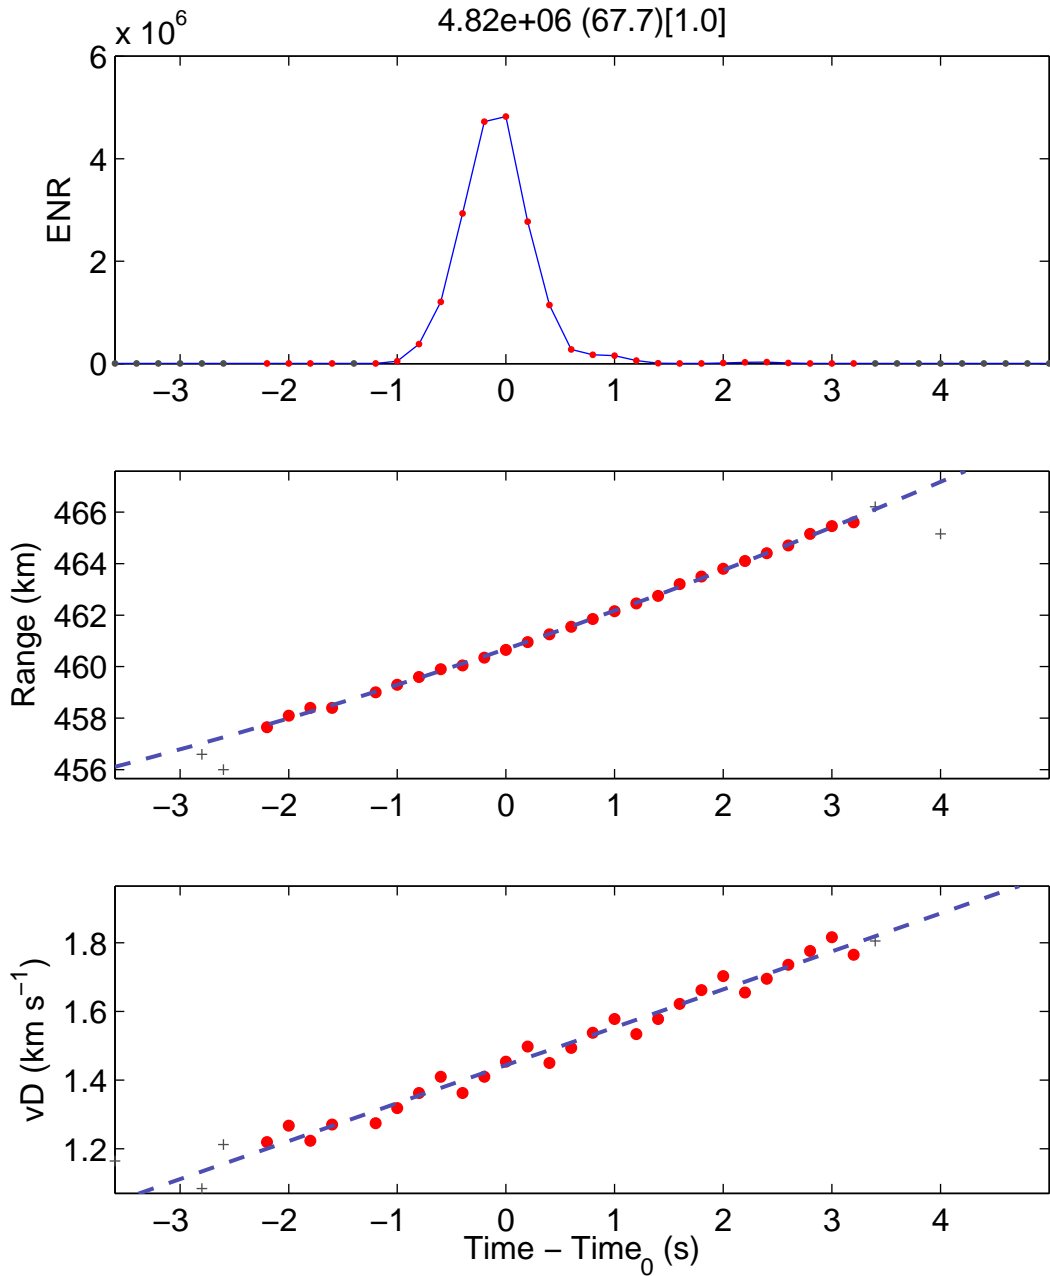 4.82e+06 (67.7)[1.0]
x 10^6
6
4
2
0
ENR
−3 −2 −1 0 1 2 3 4
466
464
462
460
458
456
Range (km)
−3 −2 −1 0 1 2 3 4
1.8
1.6
1.4
1.2
vD (km s^−1)
−3 −2 −1 0 1 2 3 4
Time − Time_0 (s)